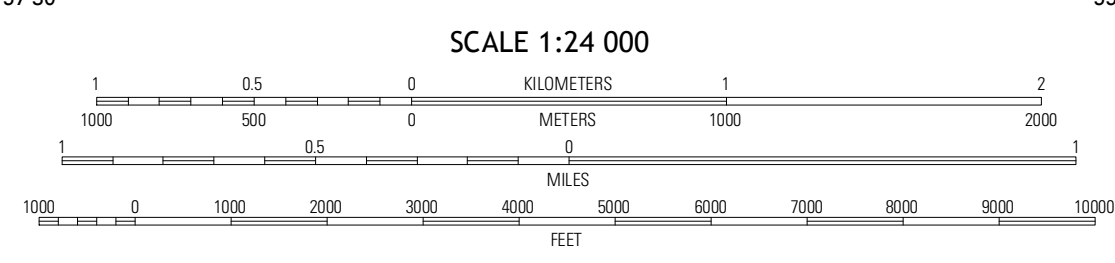 SCALE 1:24 000
1 0.5 0 KILOMETERS 1 2
1000 500 0 METERS 1000 2000
1 0.5 0 1
MILES
1000 0 1000 2000 3000 4000 5000 6000 7000 8000 9000 10000
FEET